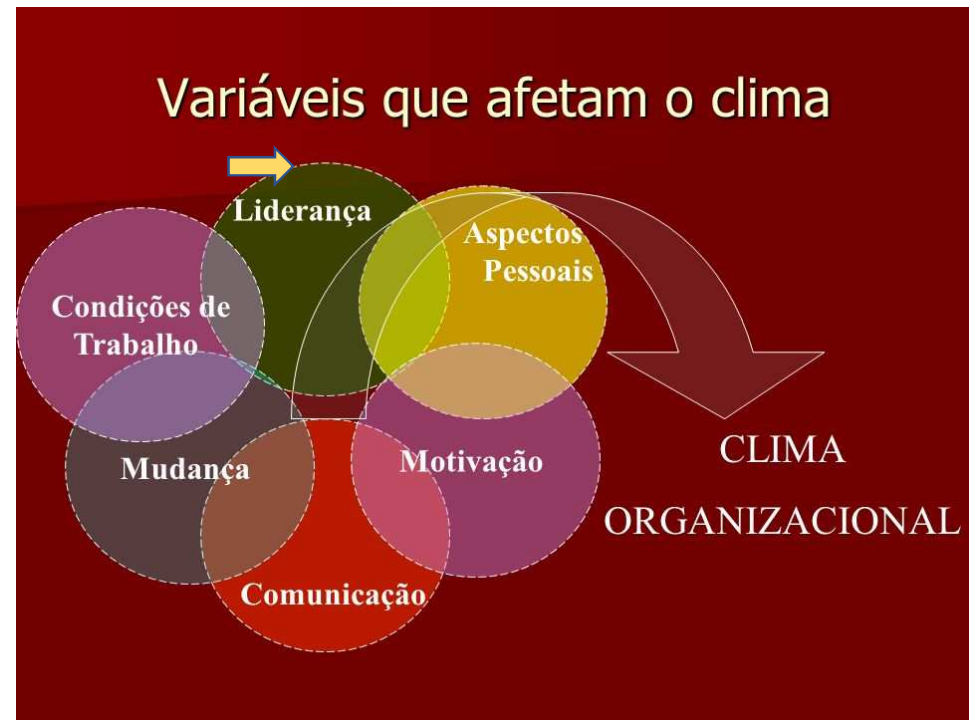 Variáveis que afetam o clima
Liderança
Aspectos
Pessoais
Condições de
Trabalho
Mudança
Motivação
Comunicação
CLIMA
ORGANIZACIONAL